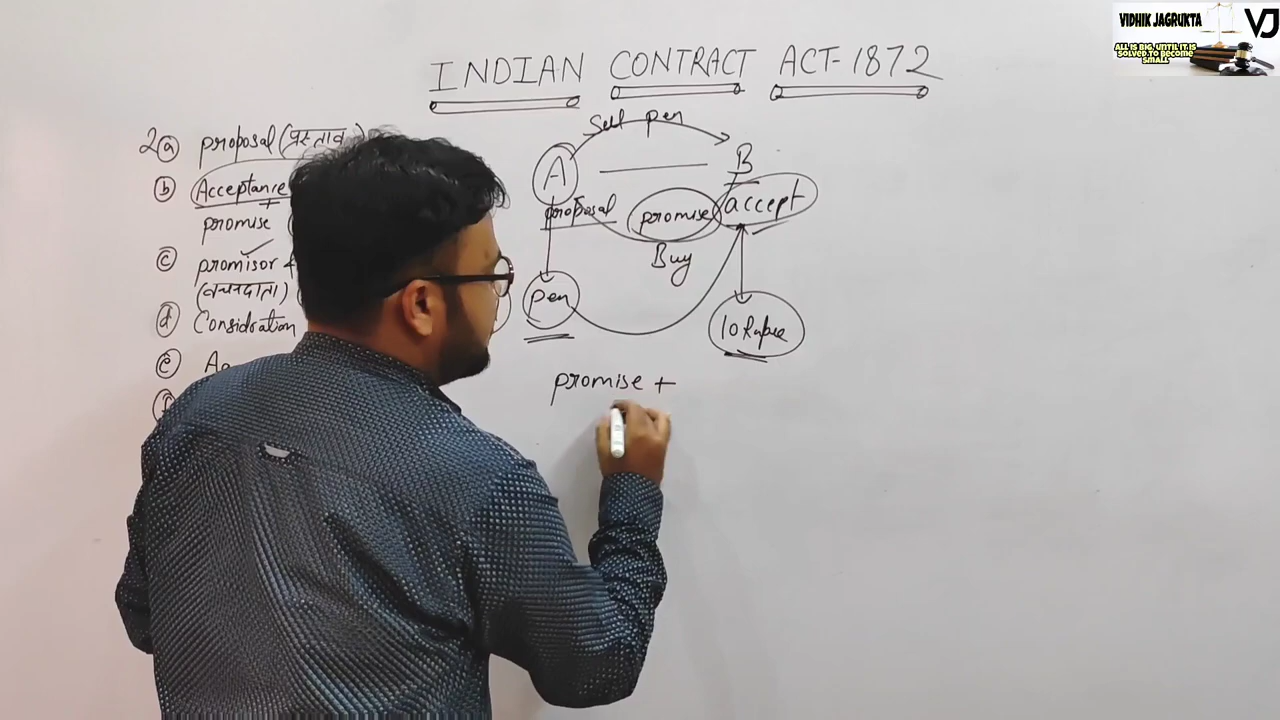 VIDHIK JAGRUKTA
VJ
ALL IS BIG, UNTIL IT IS
SOLVED TO BECOME
SMALL
INDIAN CONTRACT ACT-1872
2 a proposal (प्रस्ताव)
b Acceptance
+
promise
c promisor +
(वचनदाता)
d
e
Sell pen
A
B
proposal promise accept
Buy
pen
10 Rupee
promise +